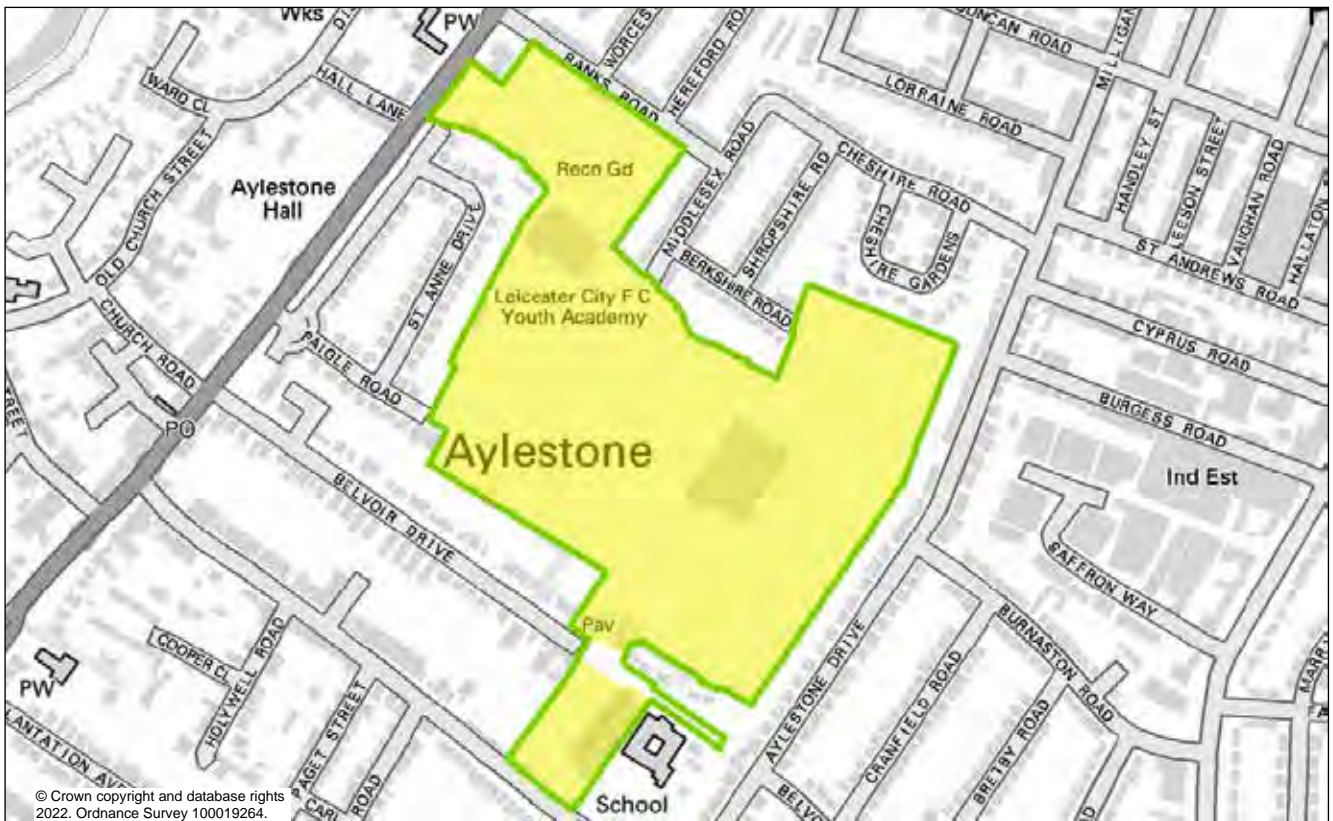 Wks
PW
WARD CL
HALL LANE
OLD CHURCH STREET
Aylestone
Hall
BANKS ROAD
HEREFORD
Recn Gd
MIDDLESEX ROAD
SHROPSHIRE RD
BERKSHIRE ROAD
CHESHIRE ROAD
CHESHIRE GARDENS
DUNCAN ROAD
LORRAINE ROAD
HANDLEY ST
LEESON STREET
VAUGHAN ROAD
ST ANDREWS ROAD
CYPRUS ROAD
BURGESS ROAD
Ind Est
SAFFRON WAY
ST ANNE DRIVE
Leicester City F C
Youth Academy
PAIGLE ROAD
CHURCH ROAD
STREET
PO
Aylestone
BELVOIR DRIVE
Pav
COOPER CL
HOLYWELL ROAD
PW
PAGET STREET
ROAD
School
AYLESTONE DRIVE
CRANFIELD ROAD
BRETBY ROAD
BURNASTON ROAD
© Crown copyright and database rights
2022. Ordnance Survey 100019264.